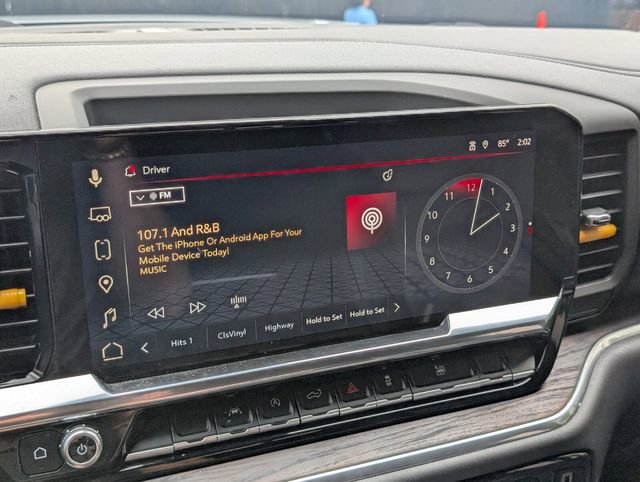 85° 2:02
Driver
FM
107.1 And R&B
Get The iPhone Or Android App For Your
Mobile Device Today!
MUSIC
12
1
2
3
4
5
6
7
8
9
10
11
Hits 1
ClsVinyl
Highway
Hold to Set
Hold to Set